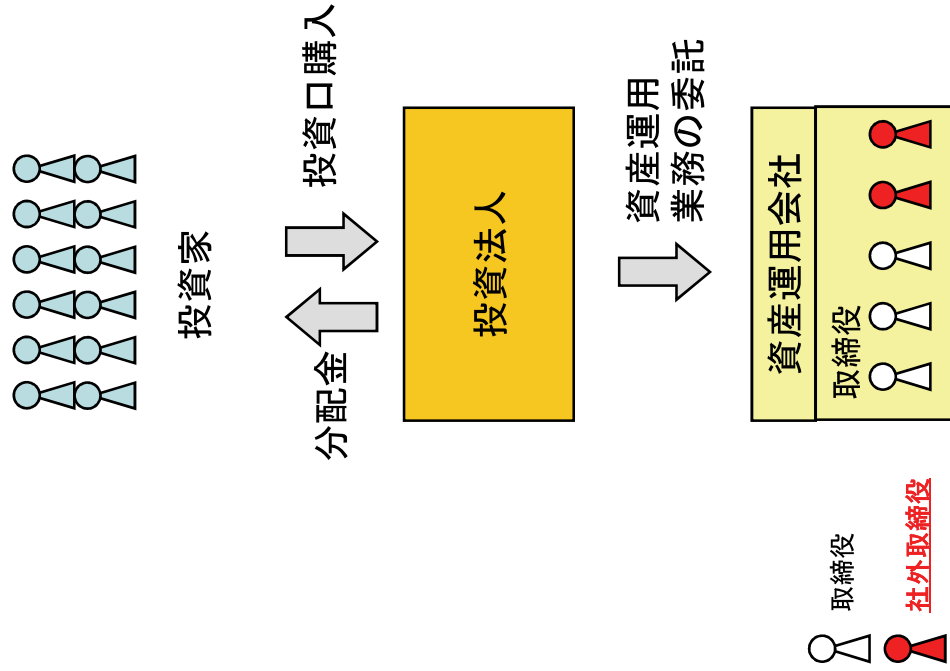 投資家
投資口購入
分配金
投資法人
資産運用
業務の委託
資産運用会社
取締役
取締役
社外取締役